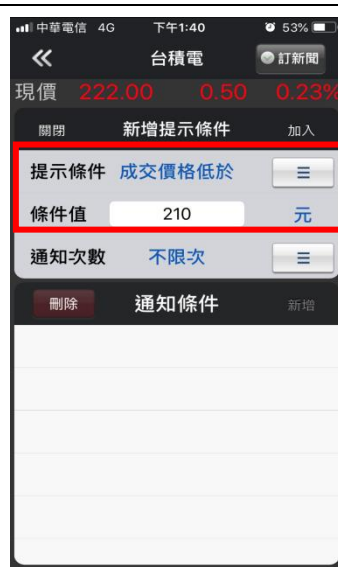 中華電信 4G 下午1:40 53%
台積電 訂新聞
現價 222.00 0.50 0.23%
關閉 新增提示條件 加入
提示條件 成交價格低於
條件值 210 元
通知次數 不限次
刪除 通知條件 新增